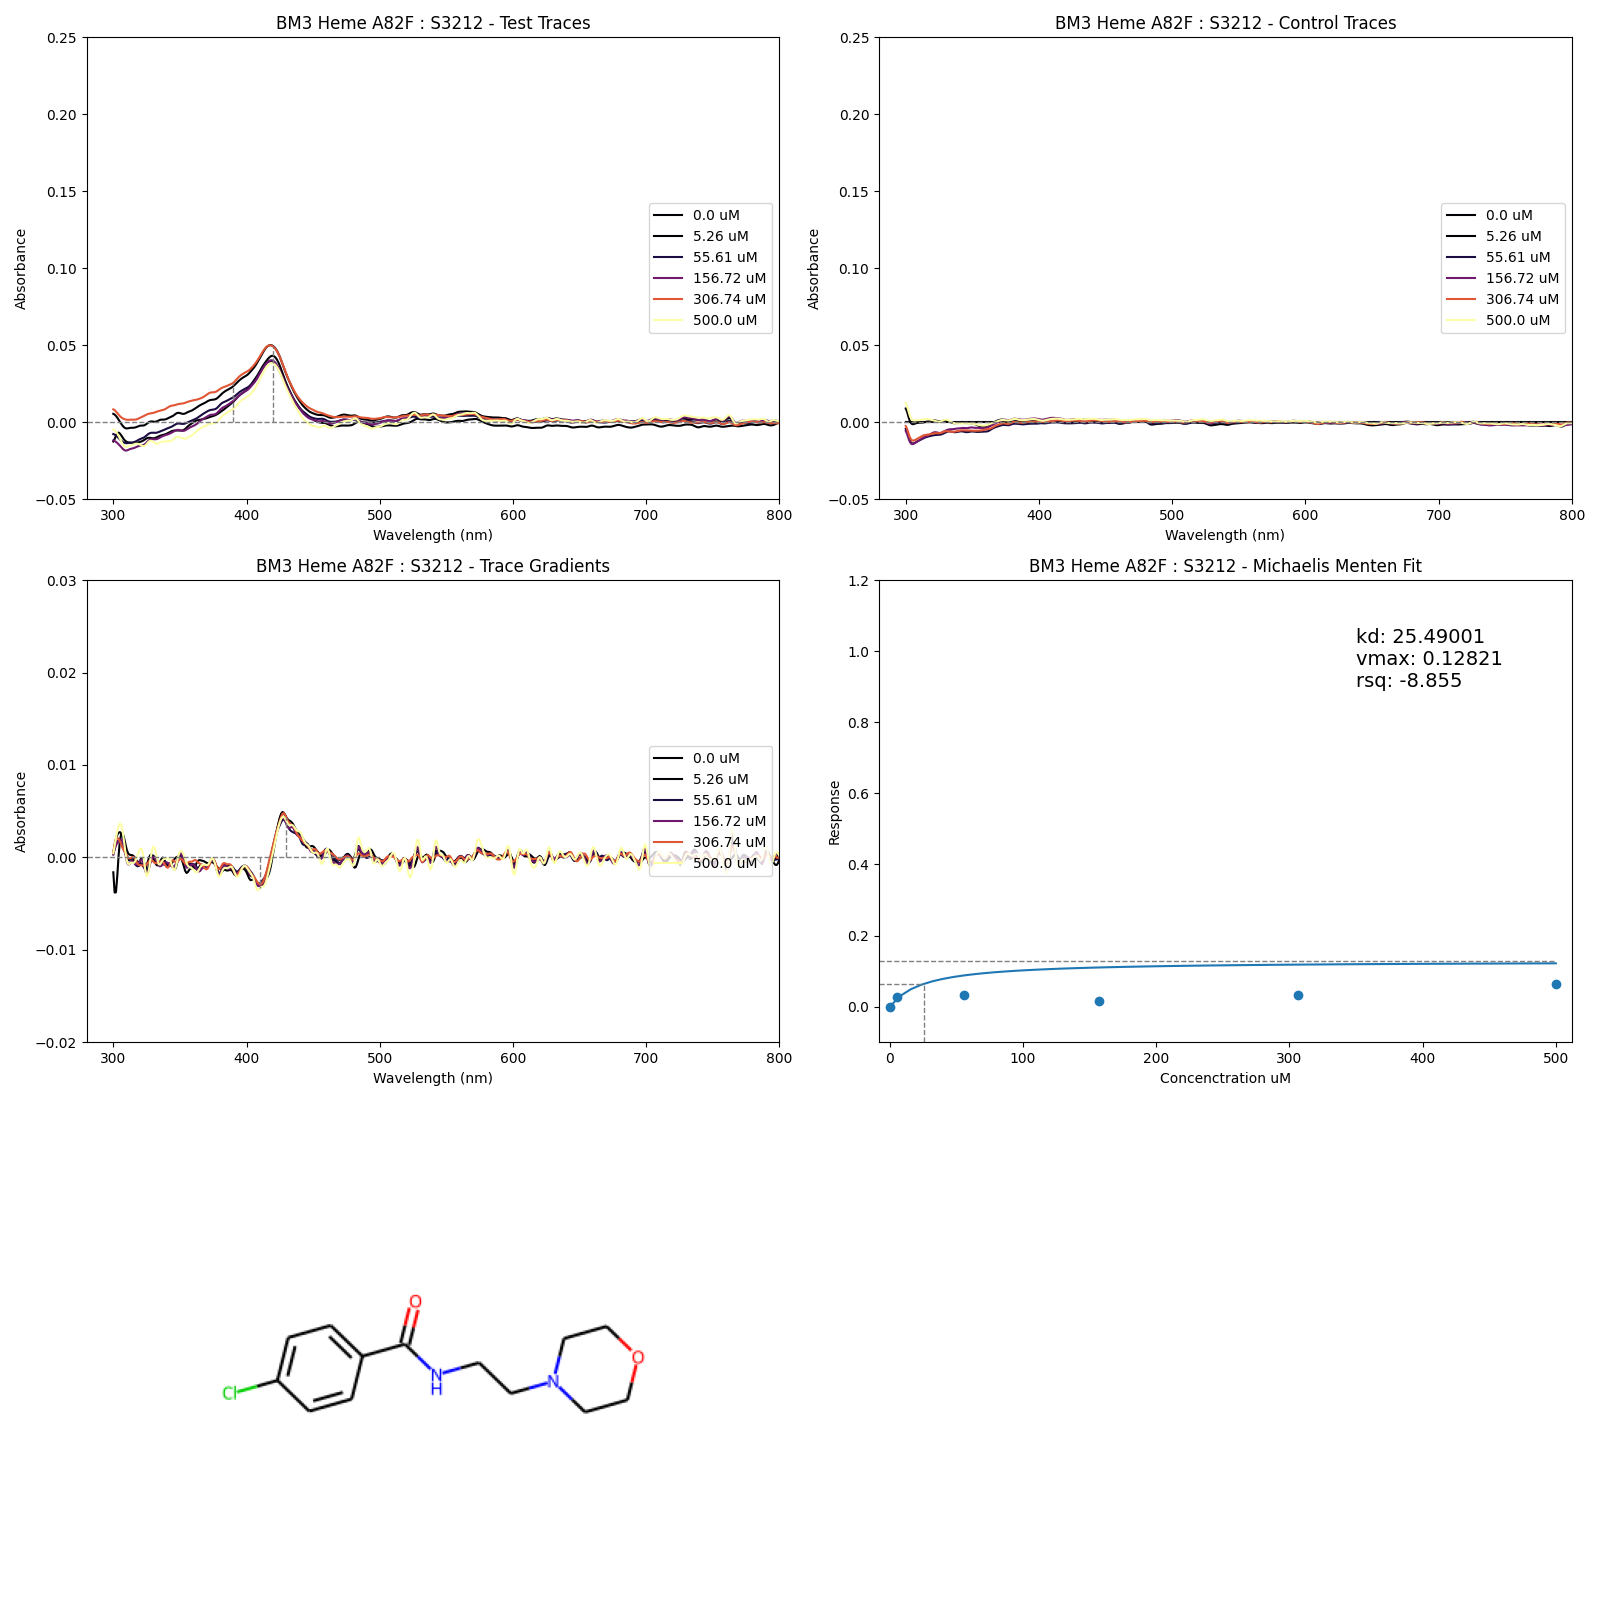 BM3 Heme A82F : S3212 - Test Traces
0.25
0.20
0.15
0.10
0.05
0.00
−0.05
Absorbance
300 400 500 600 700 800
Wavelength (nm)
0.0 uM
5.26 uM
55.61 uM
156.72 uM
306.74 uM
500.0 uM
BM3 Heme A82F : S3212 - Control Traces
0.25
0.20
0.15
0.10
0.05
0.00
−0.05
Absorbance
300 400 500 600 700 800
Wavelength (nm)
0.0 uM
5.26 uM
55.61 uM
156.72 uM
306.74 uM
500.0 uM
BM3 Heme A82F : S3212 - Trace Gradients
0.03
0.02
0.01
0.00
−0.01
−0.02
Absorbance
300 400 500 600 700 800
Wavelength (nm)
0.0 uM
5.26 uM
55.61 uM
156.72 uM
306.74 uM
500.0 uM
BM3 Heme A82F : S3212 - Michaelis Menten Fit
1.2
1.0
0.8
0.6
0.4
0.2
0.0
Response
kd: 25.49001
vmax: 0.12821
rsq: -8.855
0 100 200 300 400 500
Concenctration uM
O
Cl
N
H
N
O